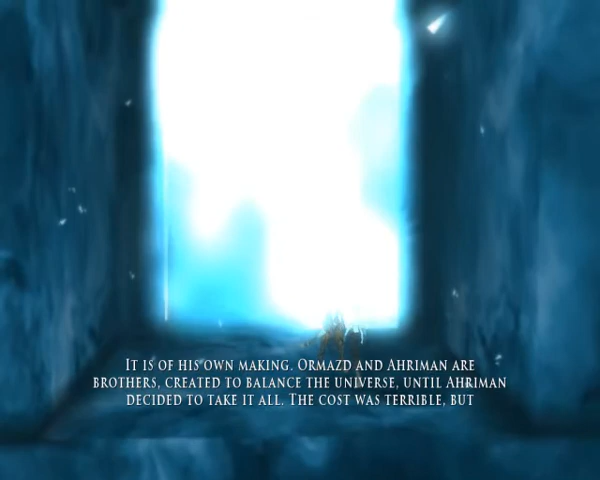 It is of his own making. Ormazd and Ahriman are
brothers, created to balance the universe, until Ahriman
decided to take it all. The cost was terrible, but